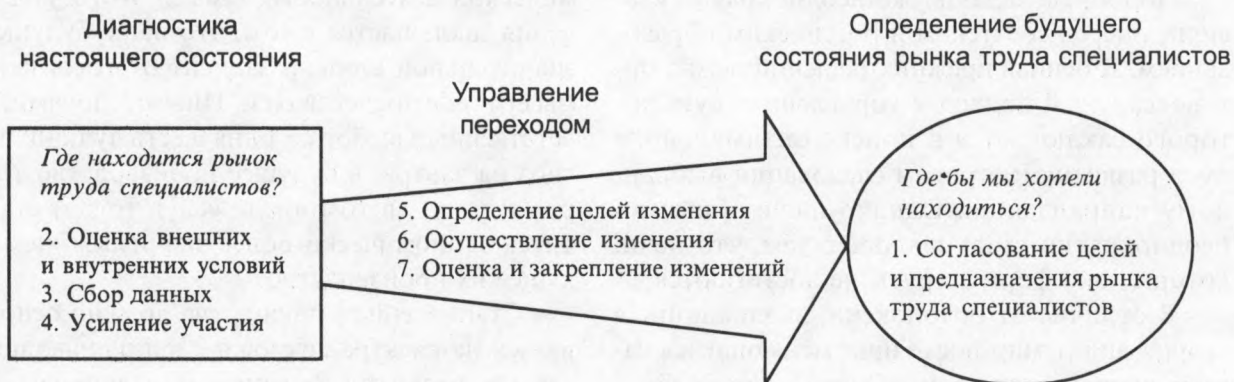 Диагностика
настоящего состояния
Управление
переходом
Определение будущего
состояния рынка труда специалистов
Где находится рынок
труда специалистов?
2. Оценка внешних
и внутренних условий
3. Сбор данных
4. Усиление участия
5. Определение целей изменения
6. Осуществление изменения
7. Оценка и закрепление изменений
Где бы мы хотели
находиться?
1. Согласование целей
и предназначения рынка
труда специалистов